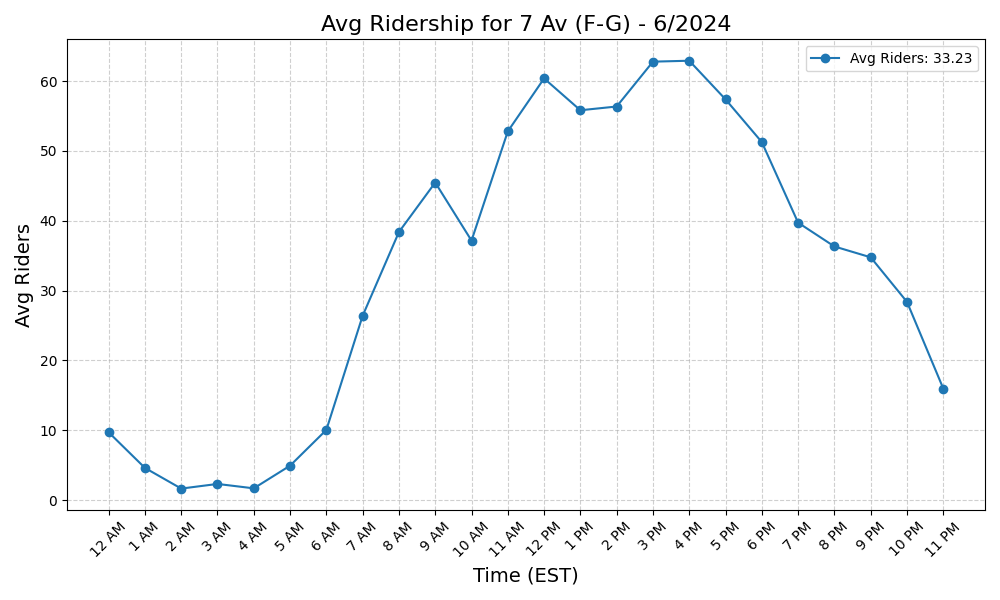 Avg Ridership for 7 Av (F-G) - 6/2024
Avg Riders: 33.23
Avg Riders
60
50
40
30
20
10
0
12 AM
1 AM
2 AM
3 AM
4 AM
5 AM
6 AM
7 AM
8 AM
9 AM
10 AM
11 AM
12 PM
1 PM
2 PM
3 PM
4 PM
5 PM
6 PM
7 PM
8 PM
9 PM
10 PM
11 PM
Time (EST)